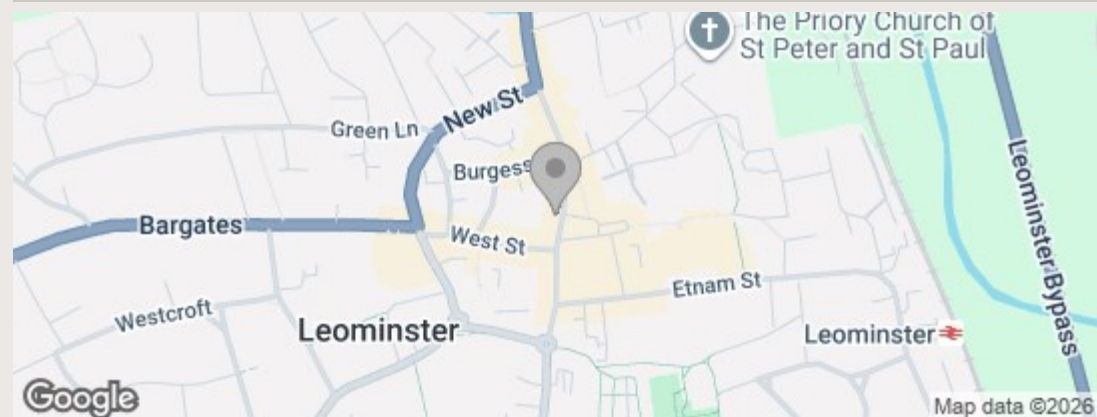 The Priory Church of
St Peter and St Paul
New St
Green Ln
Burgess
Leominster Bypass
Bargates
West St
Etnam St
Westcroft
Leominster
Leominster
Google
Map data ©2026